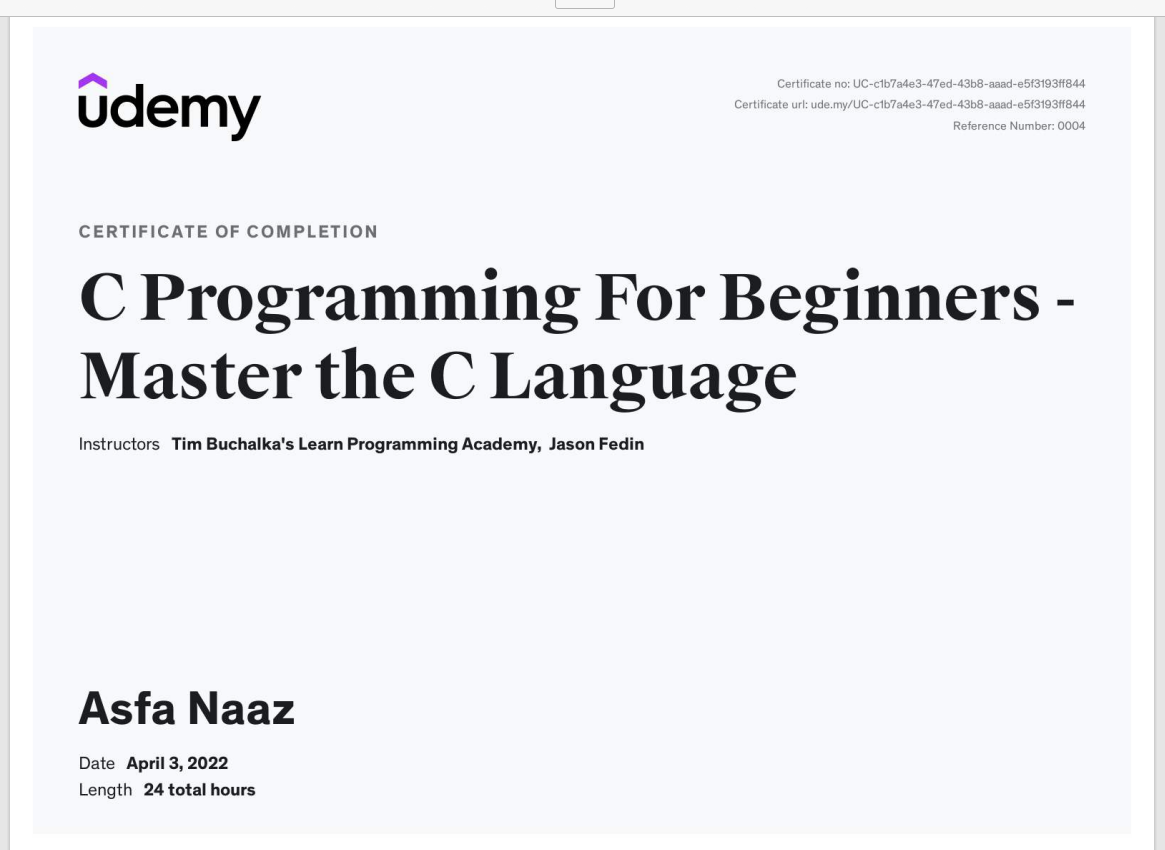 udemy
Certificate no: UC-c1b7a4e3-47ed-43b8-aaad-e5f3193ff844
Certificate url: ude.my/UC-c1b7a4e3-47ed-43b8-aaad-e5f3193ff844
Reference Number: 0004
CERTIFICATE OF COMPLETION
C Programming For Beginners -
Master the C Language
Instructors Tim Buchalka's Learn Programming Academy, Jason Fedin
Asfa Naaz
Date April 3, 2022
Length 24 total hours